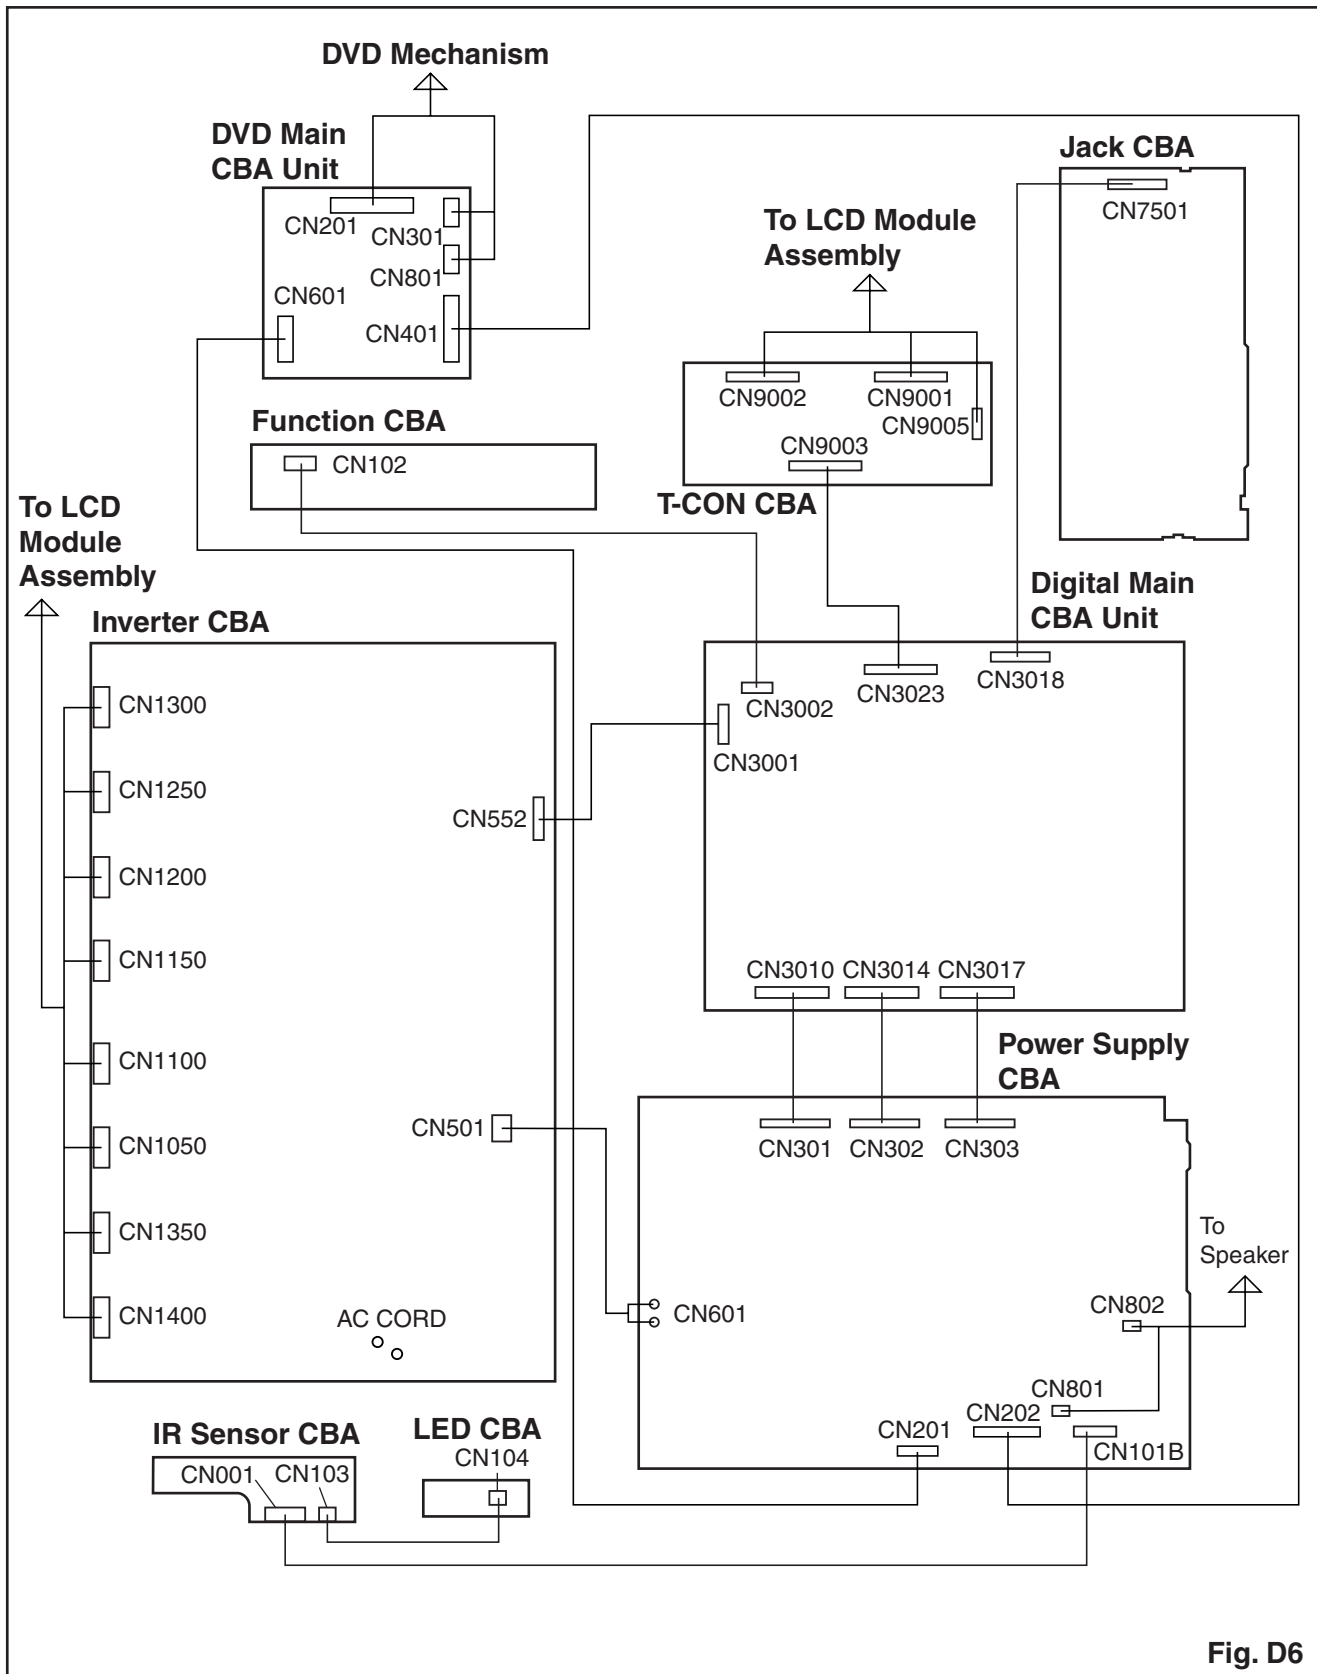 DVD Mechanism
DVD Main
CBA Unit
CN201
CN301
CN801
CN601
CN401
Jack CBA
CN7501
To LCD Module
Assembly
CN9002
CN9001
CN9005
CN9003
T-CON CBA
Function CBA
CN102
To LCD
Module
Assembly
Inverter CBA
CN1300
CN1250
CN1200
CN1150
CN1100
CN1050
CN1350
CN1400
CN552
CN501
AC CORD
Digital Main
CBA Unit
CN3018
CN3023
CN3002
CN3001
CN3010
CN3014
CN3017
Power Supply
CBA
CN301
CN302
CN303
To
Speaker
CN601
CN802
CN801
CN202
CN201
CN101B
IR Sensor CBA
CN001
CN103
LED CBA
CN104
Fig. D6